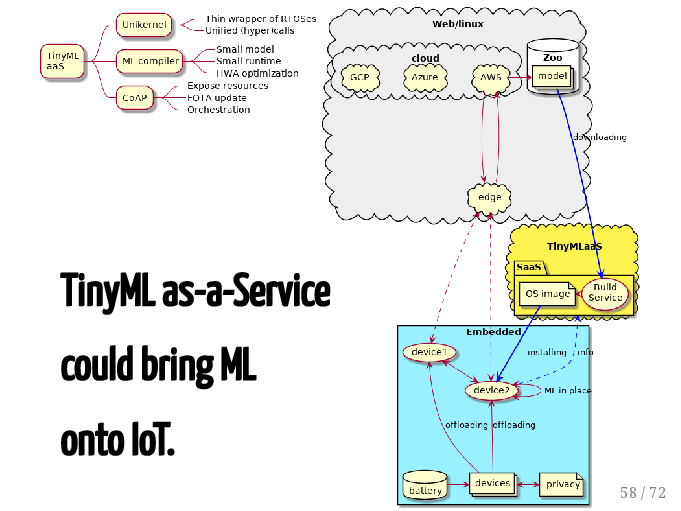 TinyML
aaS
Unikernel
Thin wrapper of RTOSes
Unified (hyper)calls
ML compiler
Small model
Small runtime
HWA optimization
CoAP
Expose resources
FOTA update
Orchestration
Web/linux
cloud
GCP
Azure
AWS
Zoo
model
downloading
edge
TinyMLaaS
SaaS
OS image
Build
Service
Embedded
device1
installing
info
device2
ML in place
offloading
offloading
battery
devices
privacy
TinyML as-a-Service
could bring ML
onto IoT.
58 / 72